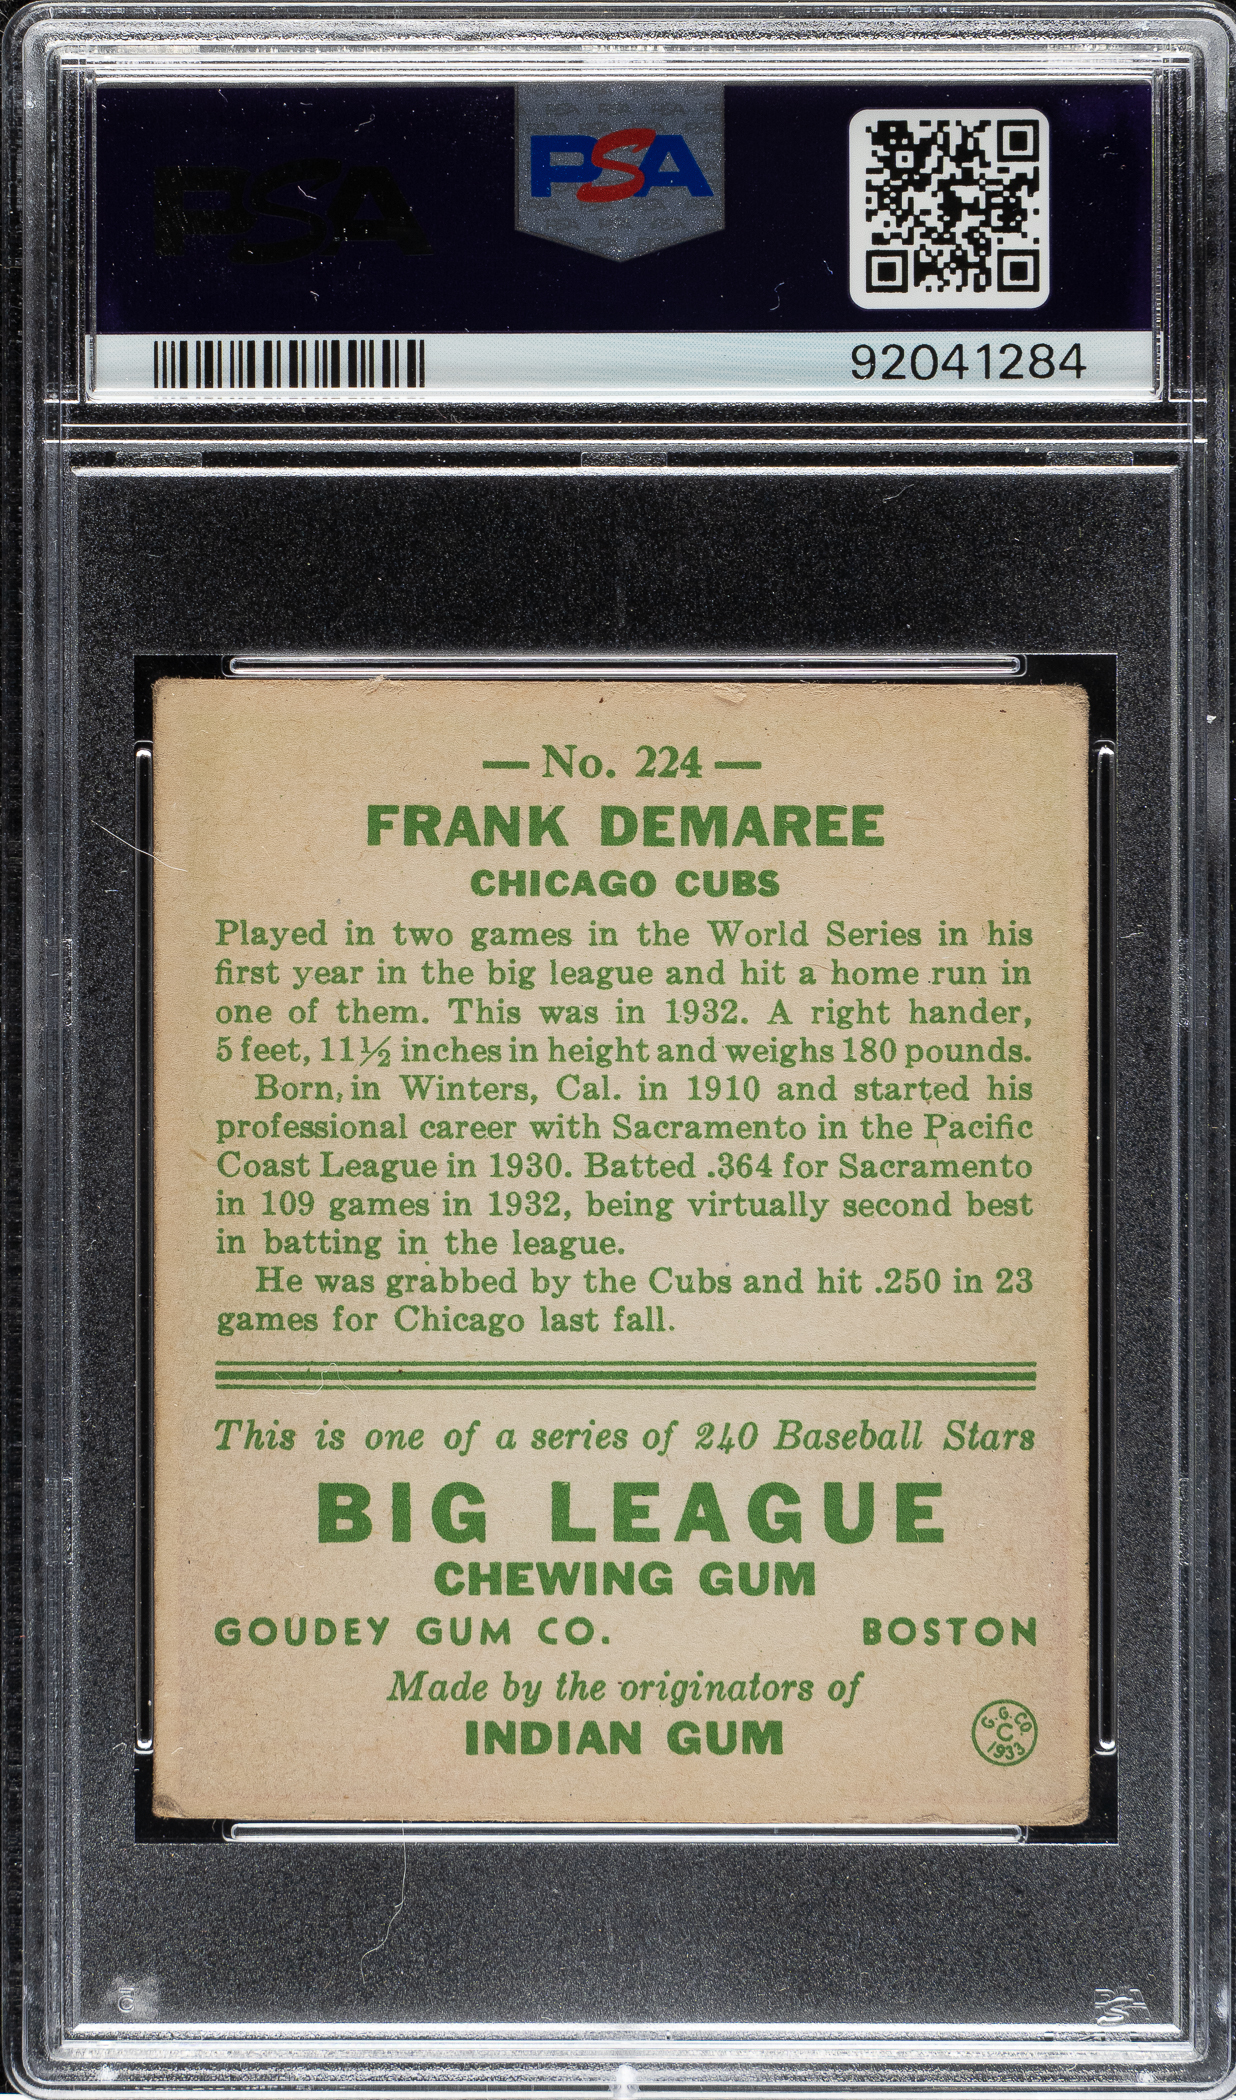 PSA
PSA
92041284
— No. 224 —
FRANK DEMAREE
CHICAGO CUBS
Played in two games in the World Series in his
first year in the big league and hit a home run in
one of them. This was in 1932. A right hander,
5 feet, 11½ inches in height and weighs 180 pounds.
Born, in Winters, Cal. in 1910 and started his
professional career with Sacramento in the Pacific
Coast League in 1930. Batted .364 for Sacramento
in 109 games in 1932, being virtually second best
in batting in the league.
He was grabbed by the Cubs and hit .250 in 23
games for Chicago last fall.
This is one of a series of 240 Baseball Stars
BIG LEAGUE
CHEWING GUM
GOUDEY GUM CO. BOSTON
Made by the originators of
INDIAN GUM
G. G. CO.
C
1933
PSA